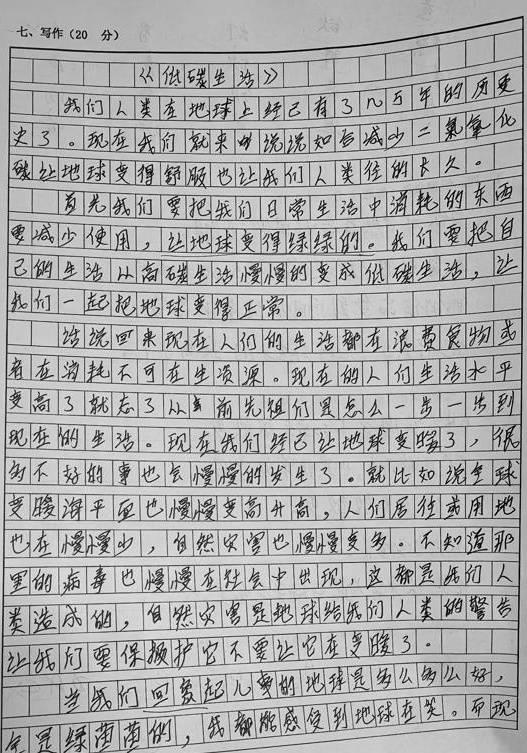 七、写作(20 分)
《低碳生活》
我们人类在地球上经已有了几万年的历史
史了。现在我们就来说说如何减少二氧化
碳让地球变得舒服也让我们人类住的长久。
首先我们要把我们日常生活中消耗的东西
要减少使用,让地球变得绿绿的。我们要把自
己的生活从高碳生活慢慢的变成低碳生活,让
我们一起把地球变得正常。
话说回来现在人们的生活都在浪费食物或
者在消耗不可在生资源。现在的人们生活水平
变高了就忘了从前先祖们是怎么一步一步到
现在的生活。现在我们经已让地球变暖了,很
多不好的事也会慢慢的发生了。就比如说全球
变暖海平面也慢慢变高升高,人们居住或用地
也在慢慢少,自然灾害也慢慢变多。不知道那
里的病毒也慢慢在社会中出现,这都是我们人
类造成的,自然灾害是地球给我们人类的警告
让我们要保护它不要让它在变暖了。
当我们回忆起儿事的地球是多么多么好,
全是绿茵茵的,我都能感受到地球在笑。而现